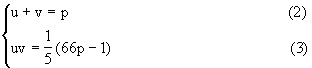 u + v = p (2)
uv = 1/5 (66p − 1) (3)